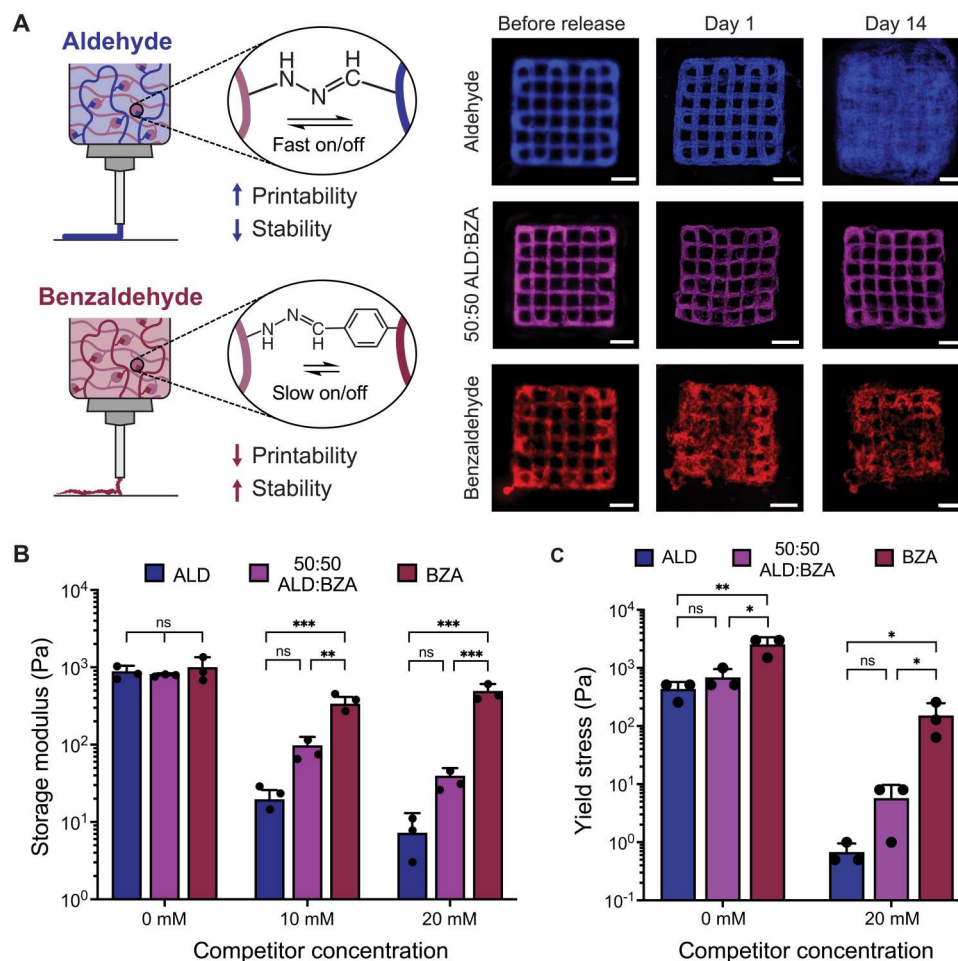 A
Aldehyde
H
N
N
H
Fast on/off
↑ Printability
↓ Stability
Benzaldehyde
N
H
N
H
Slow on/off
↓ Printability
↑ Stability
Before release
Day 1
Day 14
Aldehyde
50:50 ALD:BZA
Benzaldehyde
B
ALD
50:50
ALD:BZA
BZA
Storage modulus (Pa)
10⁴
10³
10²
10¹
10⁰
ns
***
ns
**
***
ns
***
0 mM
10 mM
20 mM
Competitor concentration
C
ALD
50:50
ALD:BZA
BZA
Yield stress (Pa)
10⁴
10³
10²
10¹
10⁰
10⁻¹
**
ns
*
*
ns
*
0 mM
20 mM
Competitor concentration